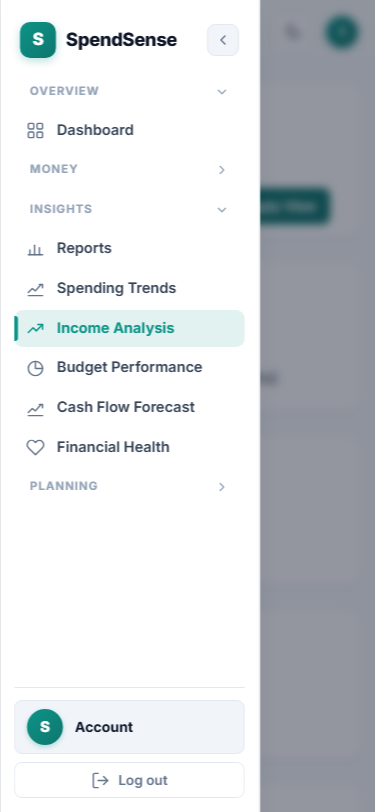 S SpendSense
OVERVIEW
Dashboard
MONEY
INSIGHTS
Reports
Spending Trends
Income Analysis
Budget Performance
Cash Flow Forecast
Financial Health
PLANNING
S Account
Log out